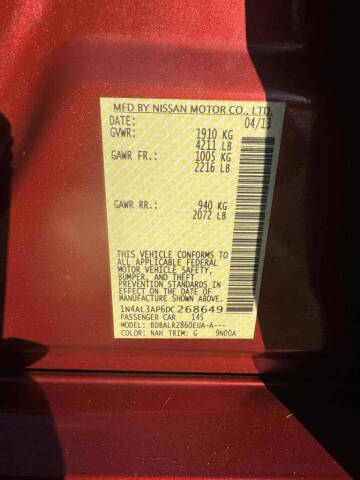 MFD BY NISSAN MOTOR CO., LTD.
DATE: 04/13
GVWR: 1910 KG
4211 LB
GAWR FR: 1005 KG
2216 LB
GAWR RR: 940 KG
2072 LB
THIS VEHICLE CONFORMS TO
ALL APPLICABLE FEDERAL
MOTOR VEHICLE SAFETY,
BUMPER, AND THEFT
PREVENTION STANDARDS
IN EFFECT ON THE DATE OF
MANUFACTURE SHOWN ABOVE.
1N4AL3AP6DC268649
PASSENGER CAR 145
MODEL: BDBALRZ860EUA-A---
COLOR: NAH TRIM: G 9N00A